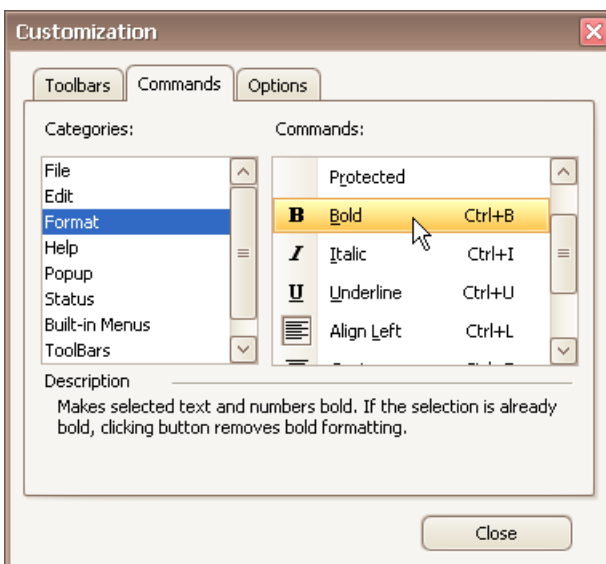 Customization
Toolbars Commands Options
Categories: Commands:
File
Edit
Format
Help
Popup
Status
Built-in Menus
ToolBars
Protected
B Bold Ctrl+B
I Italic Ctrl+I
U Underline Ctrl+U
Align Left Ctrl+L
Description
Makes selected text and numbers bold. If the selection is already
bold, clicking button removes bold formatting.
Close